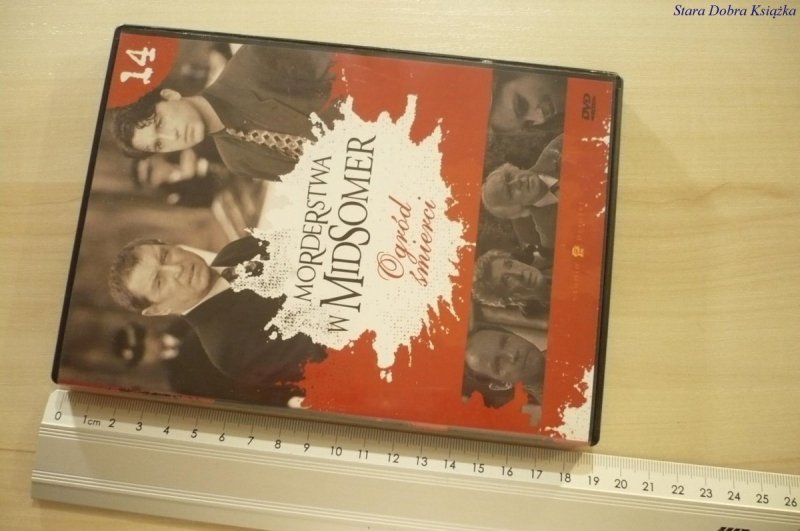 Stara Dobra Książka
14
MORDERSTWA
W MIDSOMER
Ogród
śmierci
DVD
VIDEO
0 1cm 2 3 4 5 6 7 8 9 10 11 12 13 14 15 16 17 18 19 20 21 22 23 24 25 26